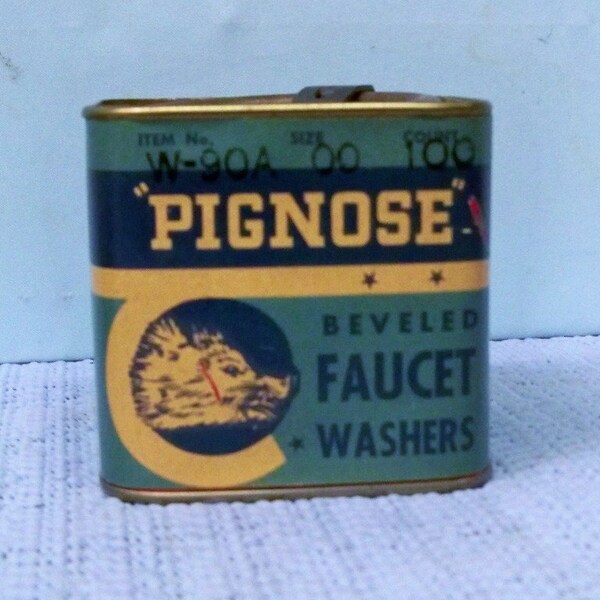 ITEM No. SIZE COUNT
W-90A 00 100
"PIGNOSE"
BEVELED
FAUCET
WASHERS